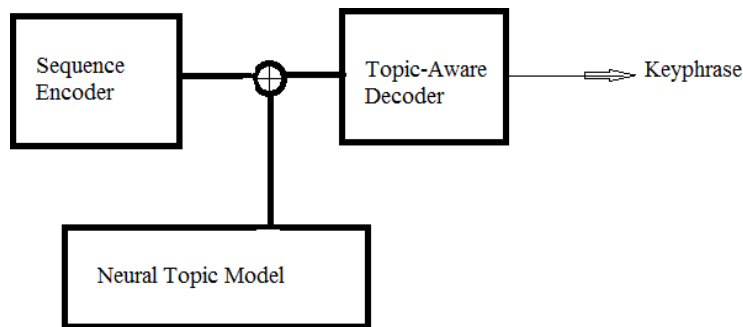 Sequence
Encoder
Topic-Aware
Decoder
Keyphrase
Neural Topic Model